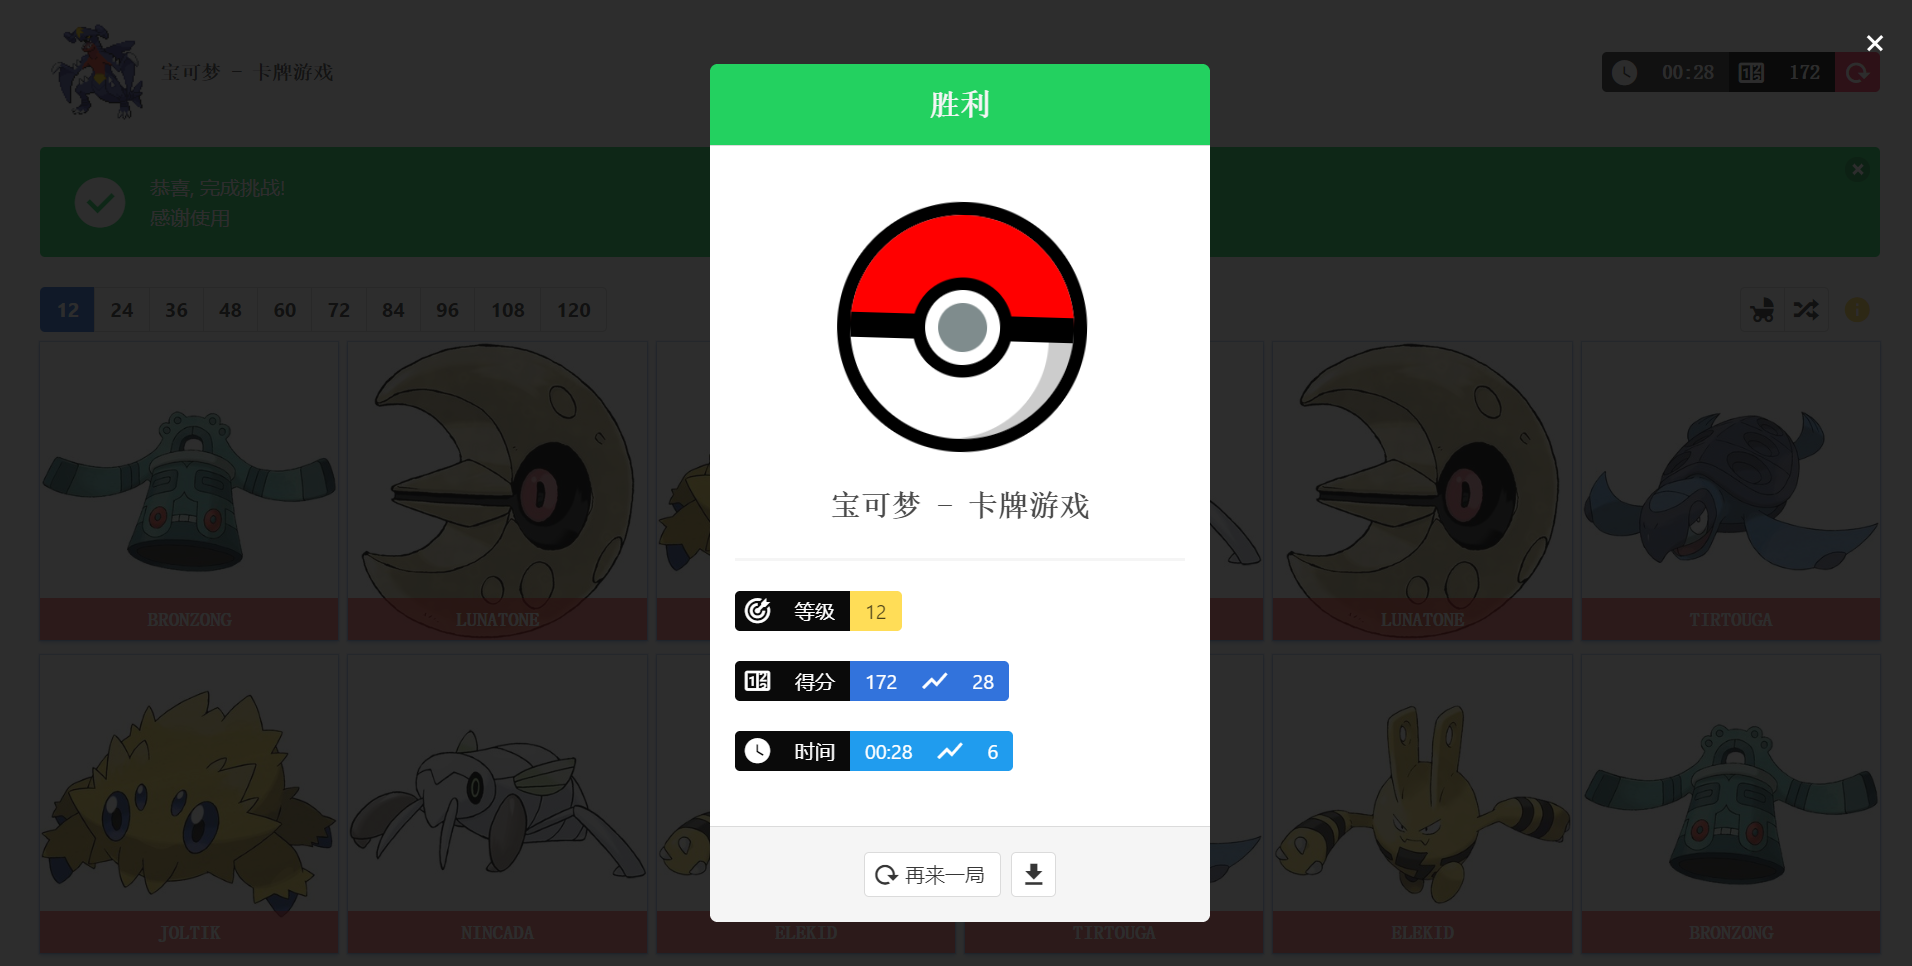 宝可梦 - 卡牌游戏
00:28
172
恭喜, 完成挑战!
感谢使用
12 24 36 48 60 72 84 96 108 120
BRONZONG
LUNATONE
LUNATONE
TIRTOUGA
JOLTIK
NINCADA
ELEKID
TIRTOUGA
ELEKID
BRONZONG
胜利
宝可梦 - 卡牌游戏
等级 12
得分 172 28
时间 00:28 6
再来一局